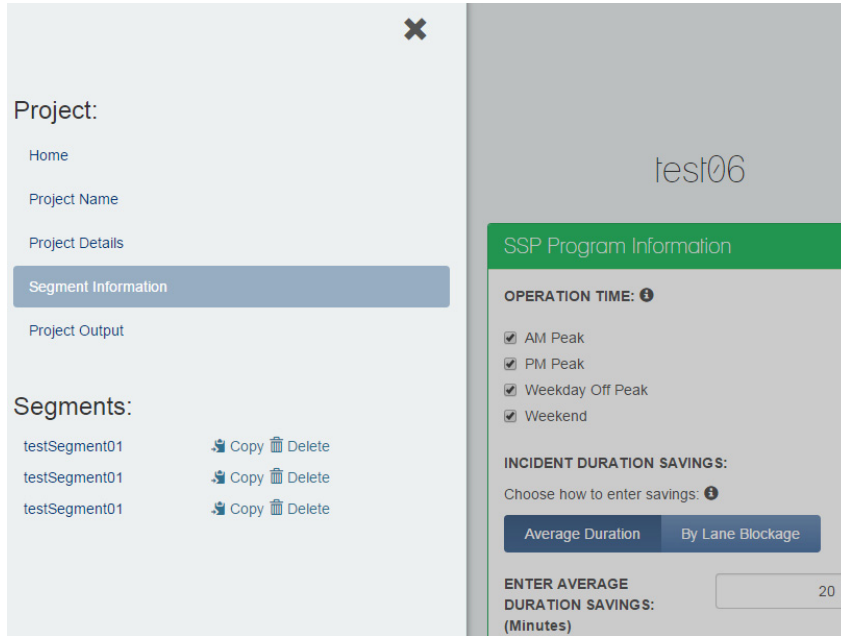 Project:
Home
Project Name
Project Details
Segment Information
Project Output
Segments:
testSegment01 Copy Delete
testSegment01 Copy Delete
testSegment01 Copy Delete
test06
SSP Program Information
OPERATION TIME:
AM Peak
PM Peak
Weekday Off Peak
Weekend
INCIDENT DURATION SAVINGS:
Choose how to enter savings:
Average Duration By Lane Blockage
ENTER AVERAGE
DURATION SAVINGS:
(Minutes)
20